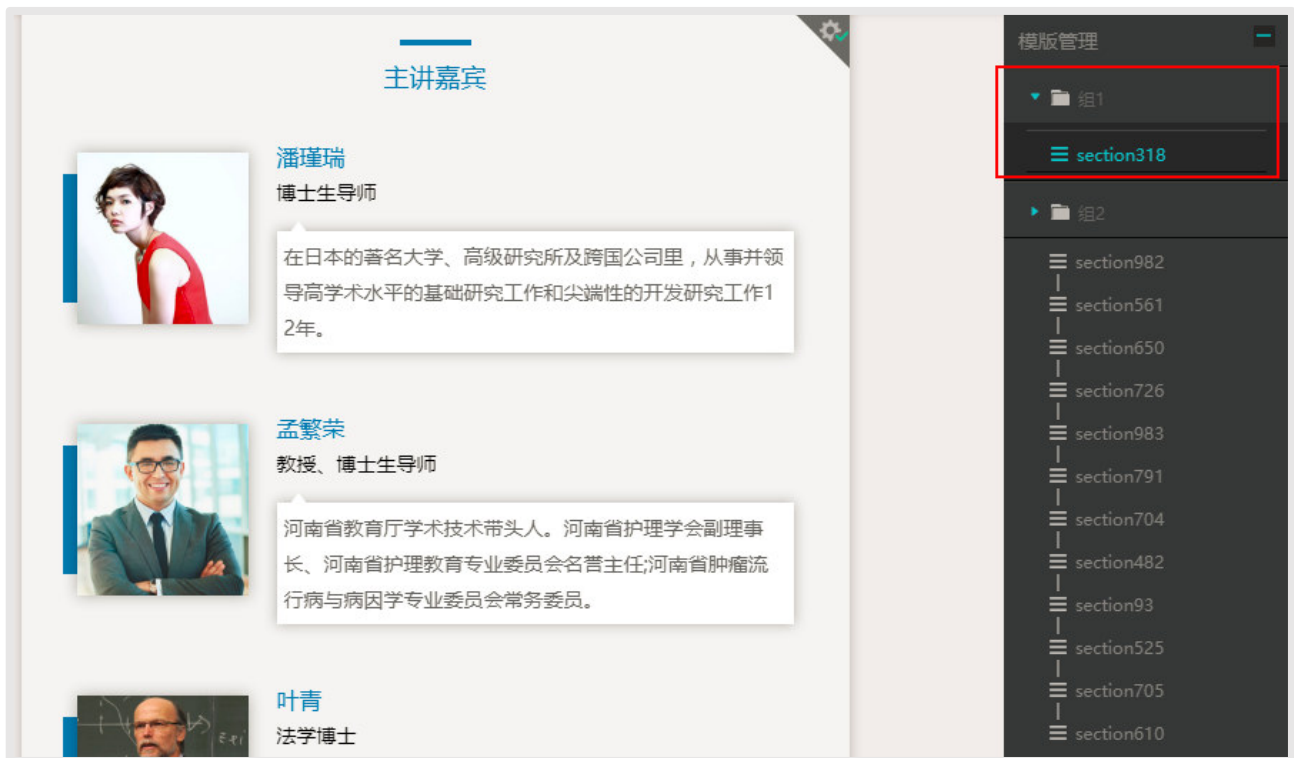 主讲嘉宾
潘瑾瑞
博士生导师
在日本的著名大学、高级研究所及跨国公司里，从事并领
导高学术水平的基础研究工作和尖端性的开发研究工作1
2年。
孟繁荣
教授、博士生导师
河南省教育厅学术技术带头人。河南省护理学会副理事
长、河南省护理教育专业委员会名誉主任;河南省肿瘤流
行病与病因学专业委员会常务委员。
叶青
法学博士
模版管理
组1
section318
组2
section982
section561
section650
section726
section983
section791
section704
section482
section93
section525
section705
section610